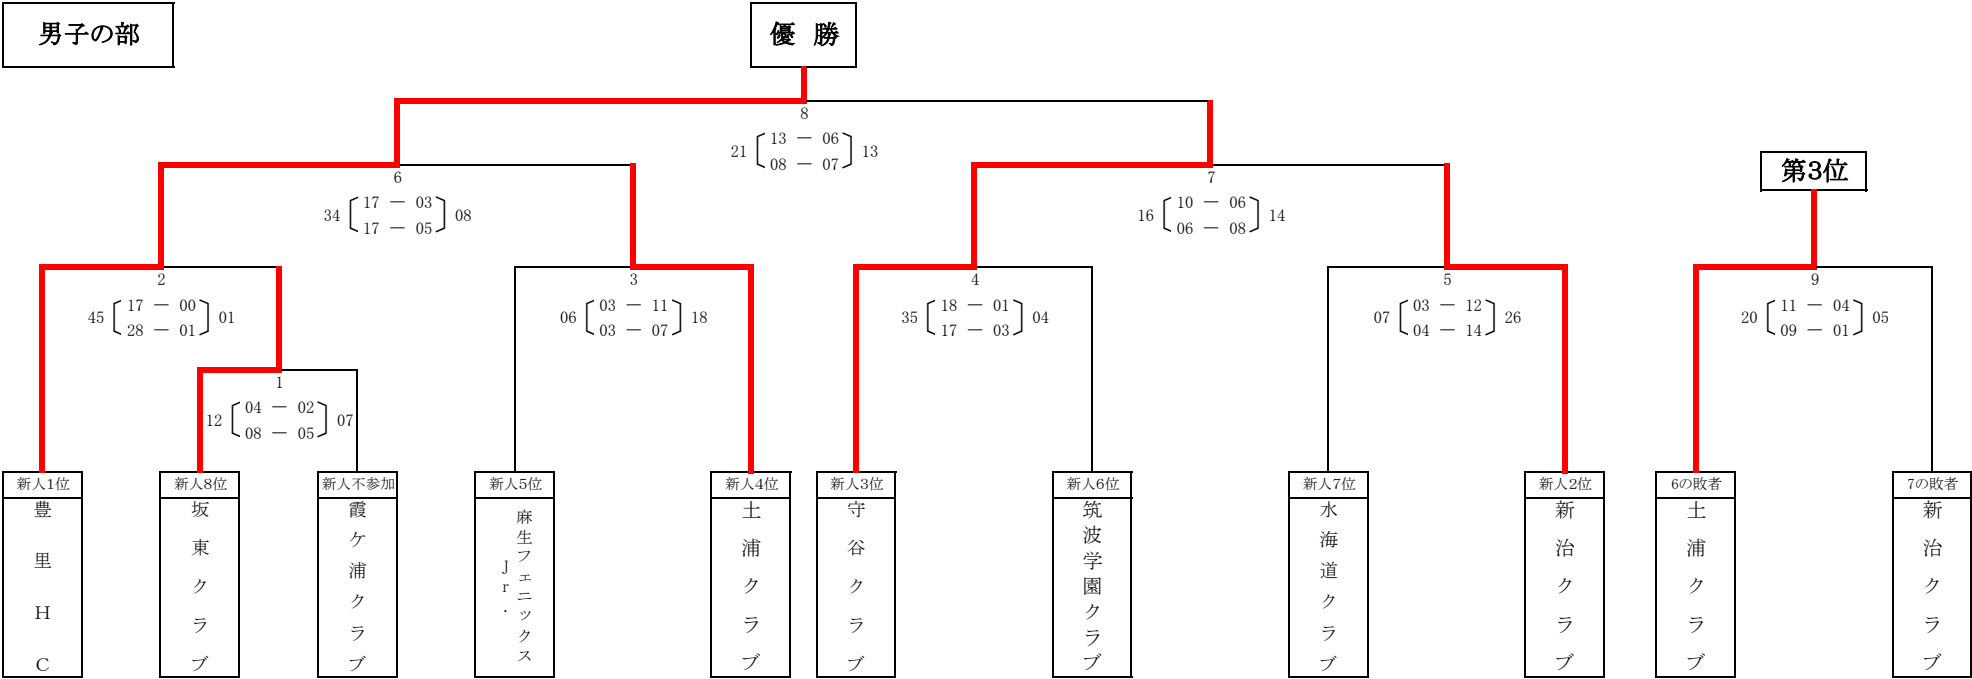 男子の部
優 勝
8
21 13 － 06 13
08 － 07
第3位
6
34 17 － 03 08
17 － 05
7
16 10 － 06 14
06 － 08
2
45 17 － 00 01
28 － 01
3
06 03 － 11 18
03 － 07
4
35 18 － 01 04
17 － 03
5
07 03 － 12 26
04 － 14
9
20 11 － 04 05
09 － 01
1
12 04 － 02 07
08 － 05
新人1位
豊里HC
新人8位
坂東クラブ
新人不参加
霞ケ浦クラブ
新人5位
麻生フェニックス
Jr.
新人4位
土浦クラブ
新人3位
守谷クラブ
新人6位
筑波学園クラブ
新人7位
水海道クラブ
新人2位
新治クラブ
6の敗者
土浦クラブ
7の敗者
新治クラブ